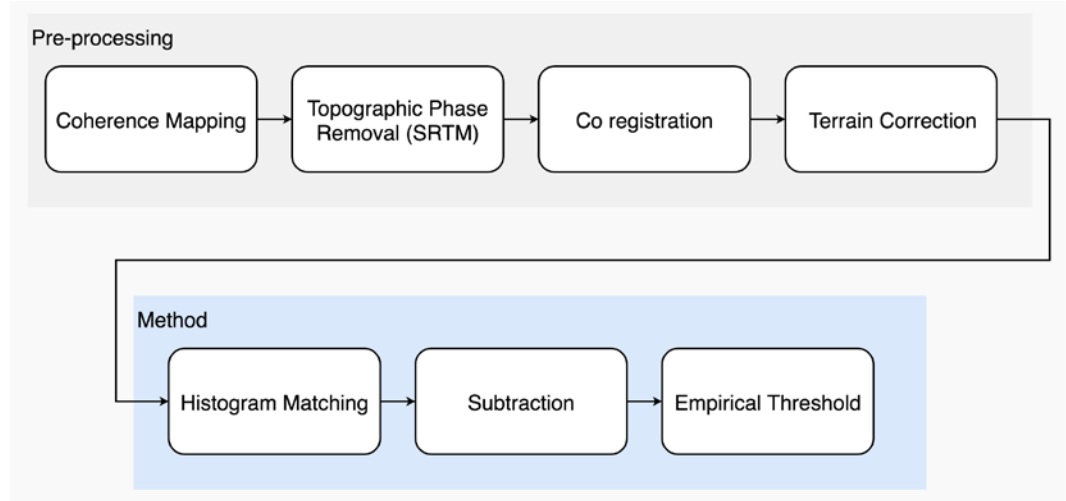 Pre-processing
Coherence Mapping
Topographic Phase
Removal (SRTM)
Co registration
Terrain Correction
Method
Histogram Matching
Subtraction
Empirical Threshold